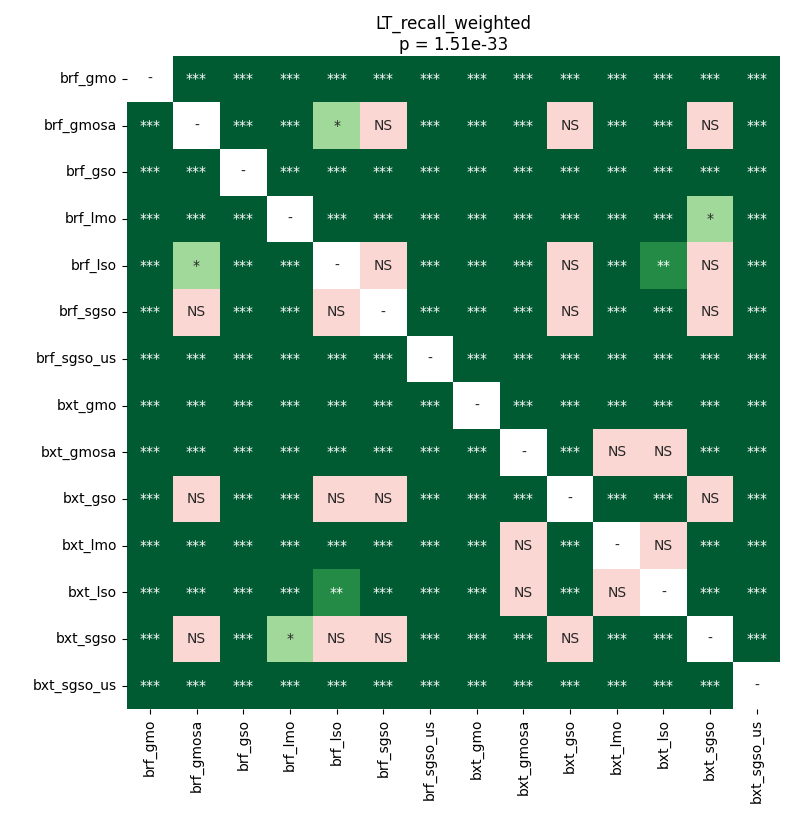 LT_recall_weighted
p = 1.51e-33
brf_gmo - *** *** *** *** *** *** *** *** *** *** *** *** ***
brf_gmosa *** - *** *** * NS *** *** *** NS *** *** NS ***
brf_gso *** *** - *** *** *** *** *** *** *** *** *** *** ***
brf_lmo *** *** *** - *** *** *** *** *** *** *** *** * ***
brf_lso *** * *** *** - NS *** *** *** NS *** ** NS ***
brf_sgso *** NS *** *** NS - *** *** *** NS *** *** NS ***
brf_sgso_us *** *** *** *** *** *** - *** *** *** *** *** *** ***
bxt_gmo *** *** *** *** *** *** *** - *** *** *** *** *** ***
bxt_gmosa *** *** *** *** *** *** *** *** - *** NS NS *** ***
bxt_gso *** NS *** *** NS NS *** *** *** - *** *** NS ***
bxt_lmo *** *** *** *** *** *** *** *** NS *** - NS *** ***
bxt_lso *** *** *** *** ** *** *** *** NS *** NS - *** ***
bxt_sgso *** NS *** * NS NS *** *** *** NS *** *** - ***
bxt_sgso_us *** *** *** *** *** *** *** *** *** *** *** *** *** -
brf_gmo brf_gmosa brf_gso brf_lmo brf_lso brf_sgso brf_sgso_us bxt_gmo bxt_gmosa bxt_gso bxt_lmo bxt_lso bxt_sgso bxt_sgso_us